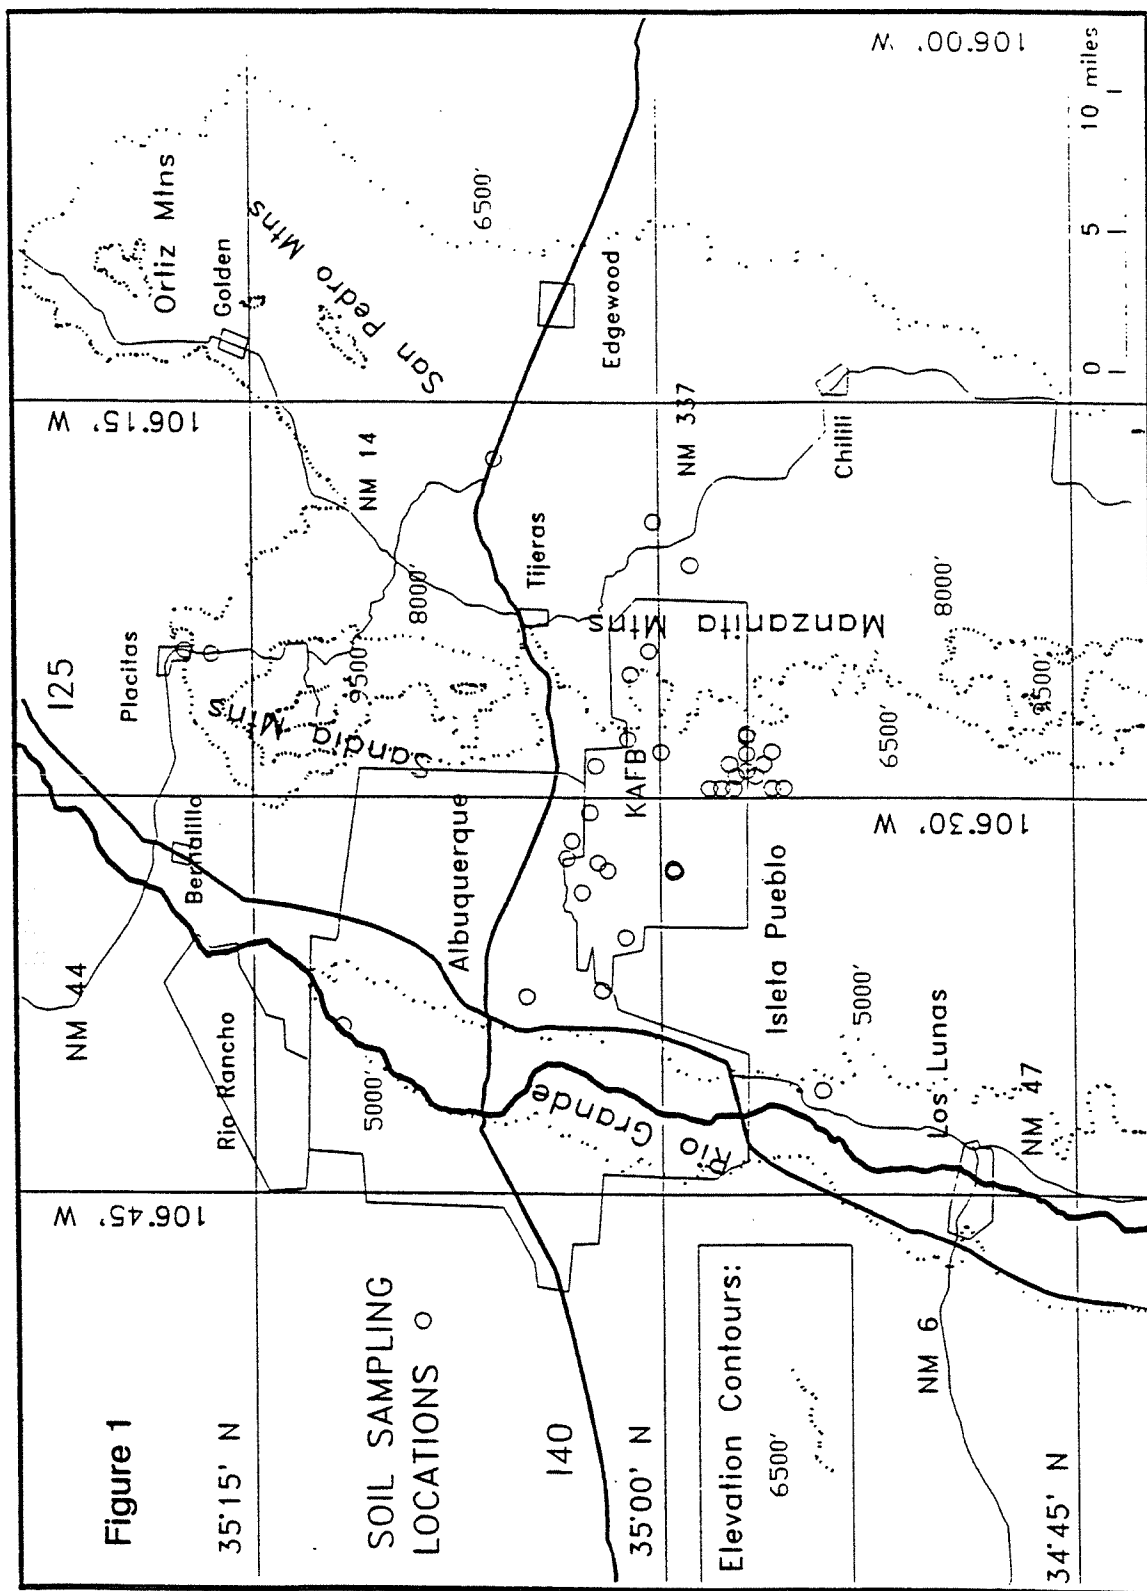 Figure 1
35°15' N
SOIL SAMPLING
LOCATIONS
I40
35°00' N
Elevation Contours:
6500'
34°45' N
NM 6
106°45' W
NM 44
Rio Rancho
5000'
Rio Grande
Los Lunas
NM 47
5000'
I25
Bernalillo
Placitas
Albuquerque
KAFB
Isleta Pueblo
106°30' W
Sandia Mtns
9500'
8000'
Tijeras
Manzanita Mtns
6500'
8000'
9500'
NM 14
106°15' W
NM 337
Chilili
Golden
Ortiz Mtns
San Pedro Mtns
6500'
Edgewood
106°00' W
0 5 10 miles